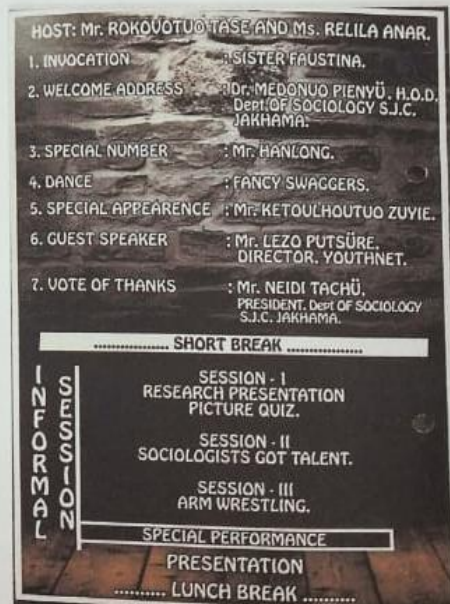 HOST: Mr. ROKOVOTUO TASE AND Ms. RELILA ANAR.
1. INVOCATION : SISTER FAUSTINA.
2. WELCOME ADDRESS : Dr. MEDONUO PIENYÜ. H.O.D.
Dept.OF SOCIOLOGY S.J.C.
JAKHAMA.
3. SPECIAL NUMBER : Mr. HANLONG.
4. DANCE : FANCY SWAGGERS.
5. SPECIAL APPEARENCE : Mr. KETOULHOUTUO ZUYIE.
6. GUEST SPEAKER : Mr. LEZO PUTSÜRE.
DIRECTOR. YOUTHNET.
7. VOTE OF THANKS : Mr. NEIDI TACHÜ.
PRESIDENT. Dept OF SOCIOLOGY
S.J.C. JAKHAMA.
................. SHORT BREAK .................
INFORMAL
SESSION
SESSION - I
RESEARCH PRESENTATION
PICTURE QUIZ.
SESSION - II
SOCIOLOGISTS GOT TALENT.
SESSION - III
ARM WRESTLING.
SPECIAL PERFORMANCE
PRESENTATION
.......... LUNCH BREAK ..........